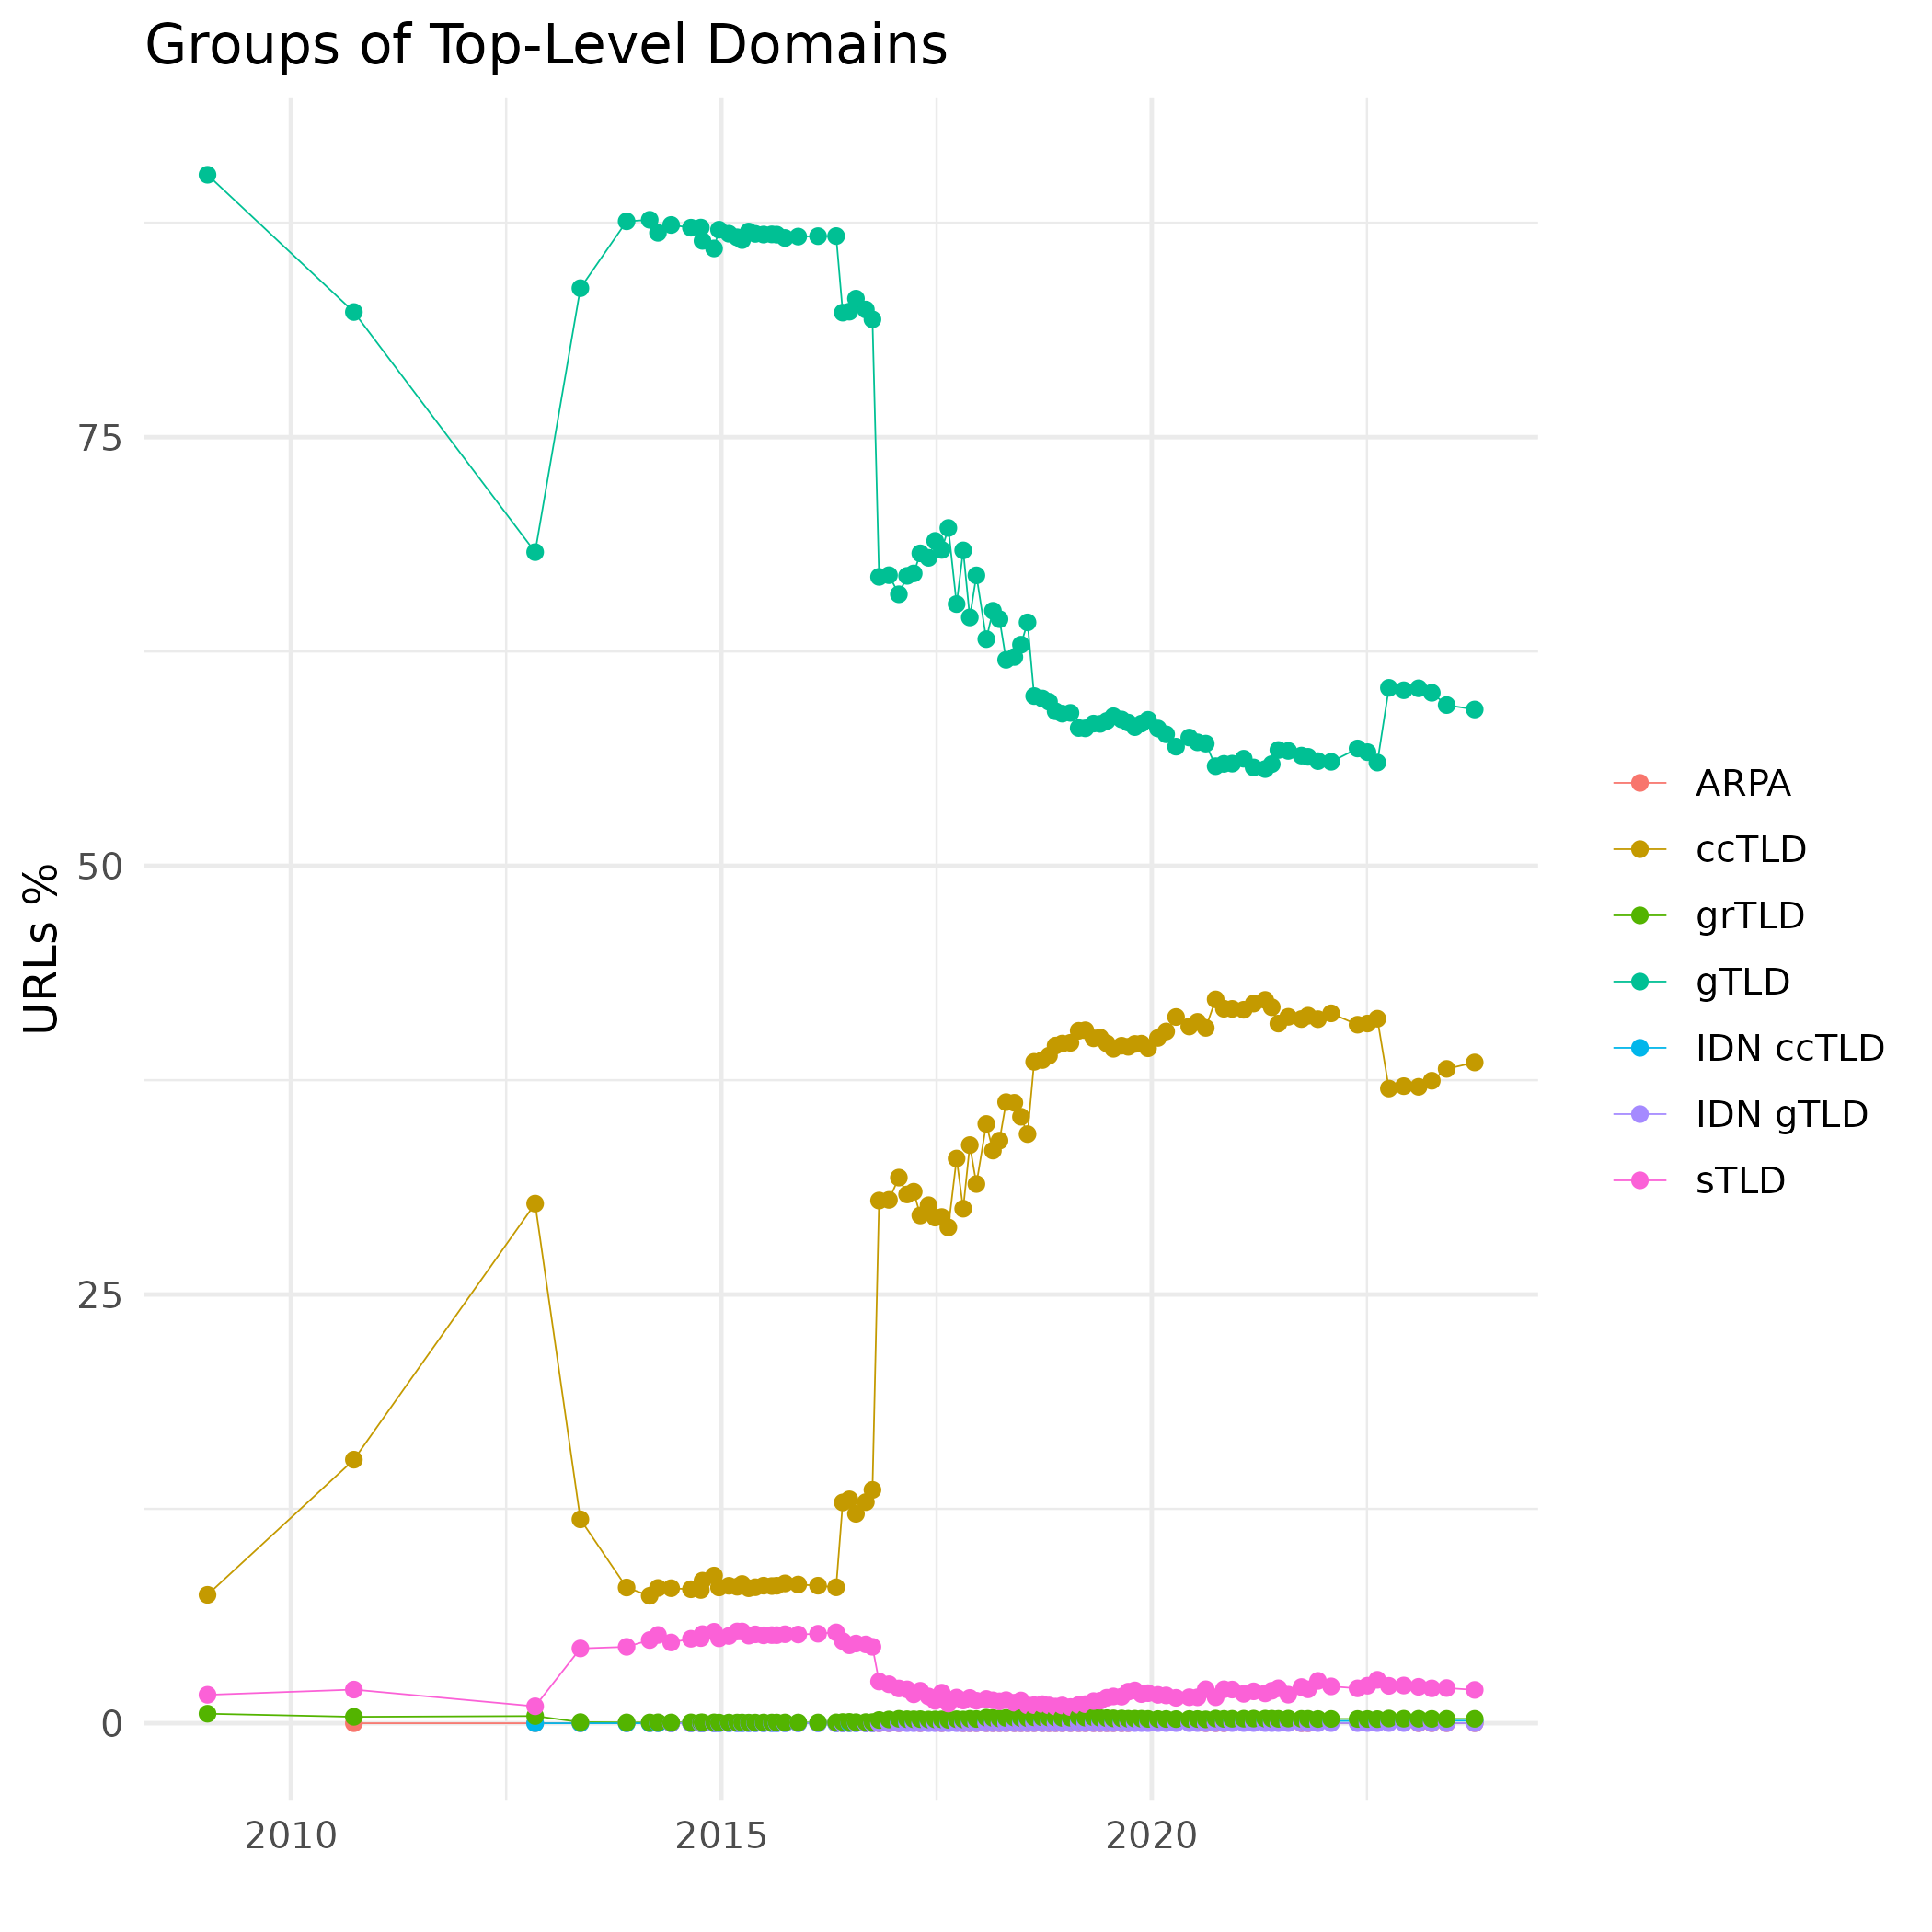 Groups of Top-Level Domains
URLs %
75
50
25
0
2010
2015
2020
ARPA
ccTLD
grTLD
gTLD
IDN ccTLD
IDN gTLD
sTLD